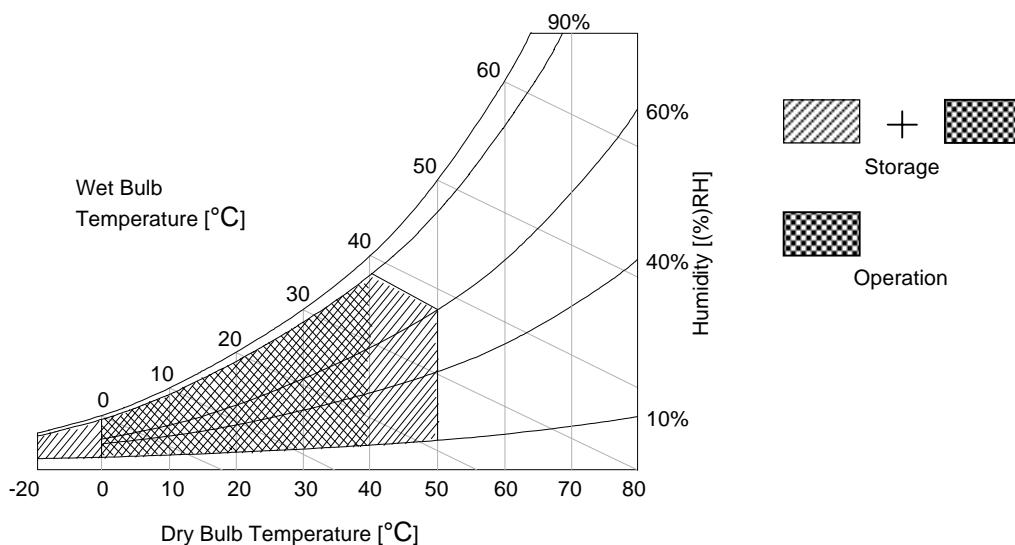 90%
60
60%
50
Wet Bulb
Temperature [°C]
40
40%
30
20
10
0
10%
-20 0 10 20 30 40 50 60 70 80
Dry Bulb Temperature [°C]
Humidity [(%)RH]
+
Storage
Operation